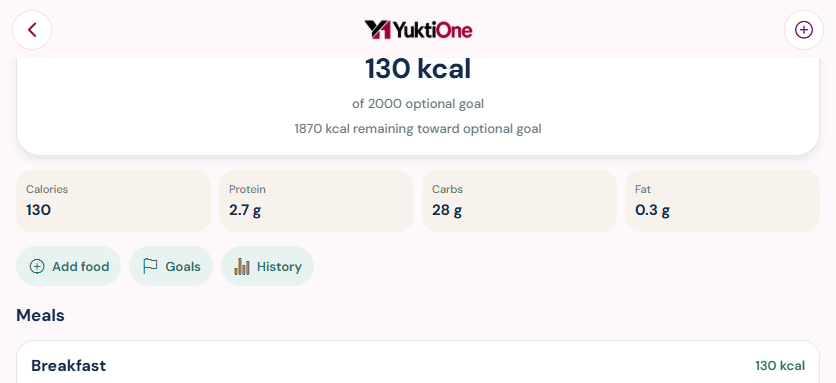 YuktiOne
130 kcal
of 2000 optional goal
1870 kcal remaining toward optional goal
Calories
130
Protein
2.7 g
Carbs
28 g
Fat
0.3 g
Add food
Goals
History
Meals
Breakfast
130 kcal